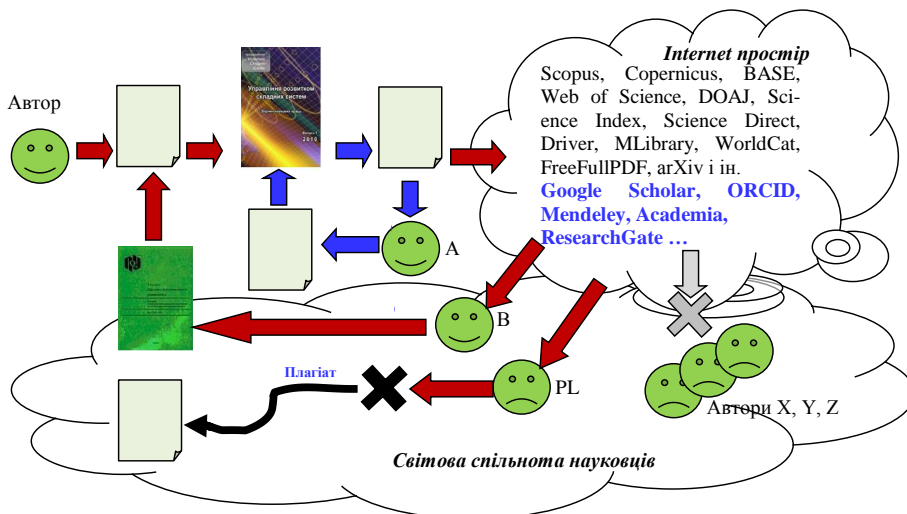 Internet простір
Scopus, Copernicus, BASE,
Web of Science, DOAJ, Sci-
ence Index, Science Direct,
Driver, MLibrary, WorldCat,
FreeFullPDF, arXiv і ін.
Google Scholar, ORCID,
Mendeley, Academia,
ResearchGate ...
Автор
Управління розвитком
складних систем
2010
A
B
Плагіат
PL
Автори X, Y, Z
Світова спільнота науковців